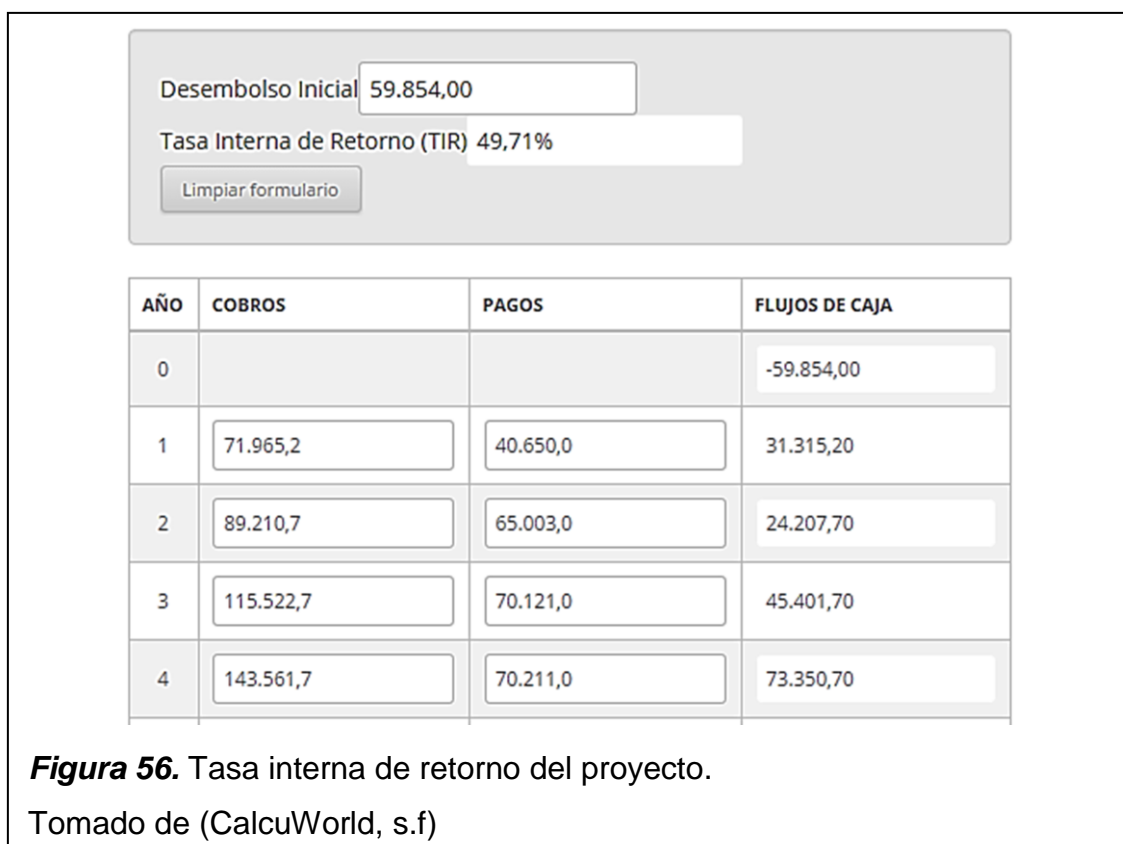 Desembolso Inicial 59.854,00
Tasa Interna de Retorno (TIR) 49,71%
Limpiar formulario
AÑO COBROS PAGOS FLUJOS DE CAJA
0 -59.854,00
1 71.965,2 40.650,0 31.315,20
2 89.210,7 65.003,0 24.207,70
3 115.522,7 70.121,0 45.401,70
4 143.561,7 70.211,0 73.350,70
Figura 56. Tasa interna de retorno del proyecto.
Tomado de (CalcuWorld, s.f)